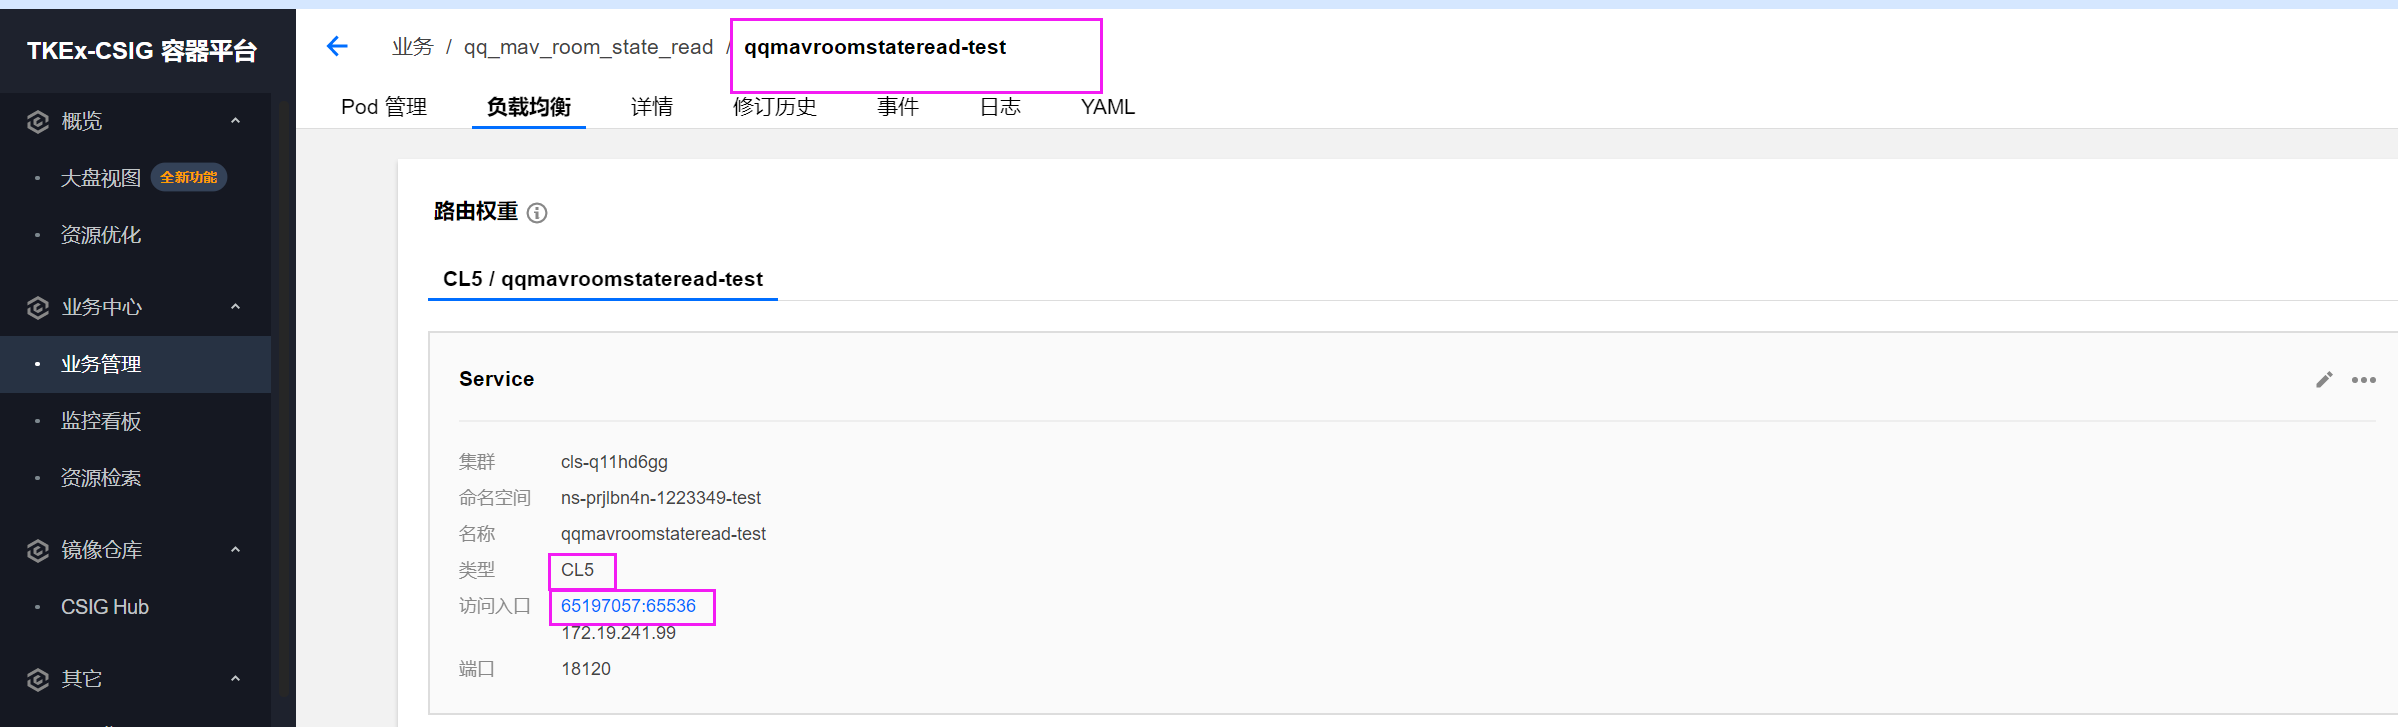 TKEx-CSIG 容器平台
概览
大盘视图 全新功能
资源优化
业务中心
业务管理
监控看板
资源检索
镜像仓库
CSIG Hub
其它
业务 / qq_mav_room_state_read / qqmavroomstateread-test
Pod 管理 负载均衡 详情 修订历史 事件 日志 YAML
路由权重
CL5 / qqmavroomstateread-test
Service
集群 cls-q11hd6gg
命名空间 ns-prjlbn4n-1223349-test
名称 qqmavroomstateread-test
类型 CL5
访问入口 65197057:65536
172.19.241.99
端口 18120